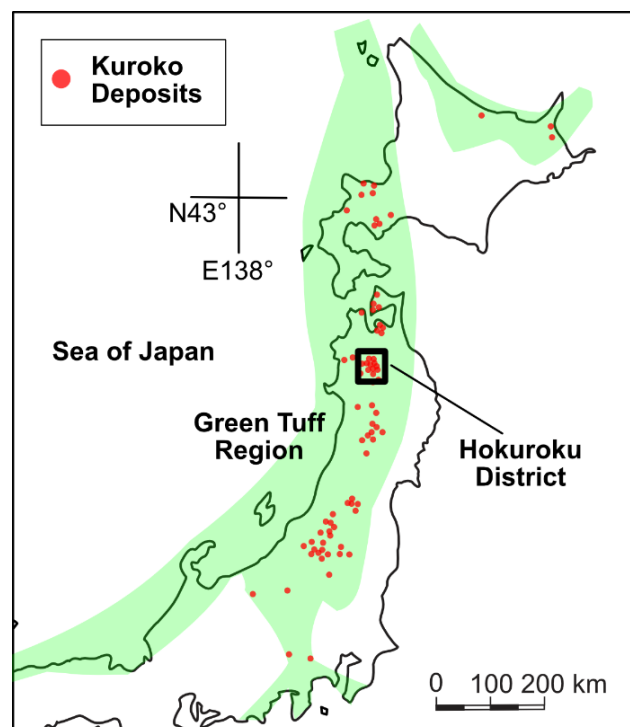 Kuroko
Deposits
N43°
E138°
Sea of Japan
Green Tuff
Region
Hokuroku
District
0 100 200 km